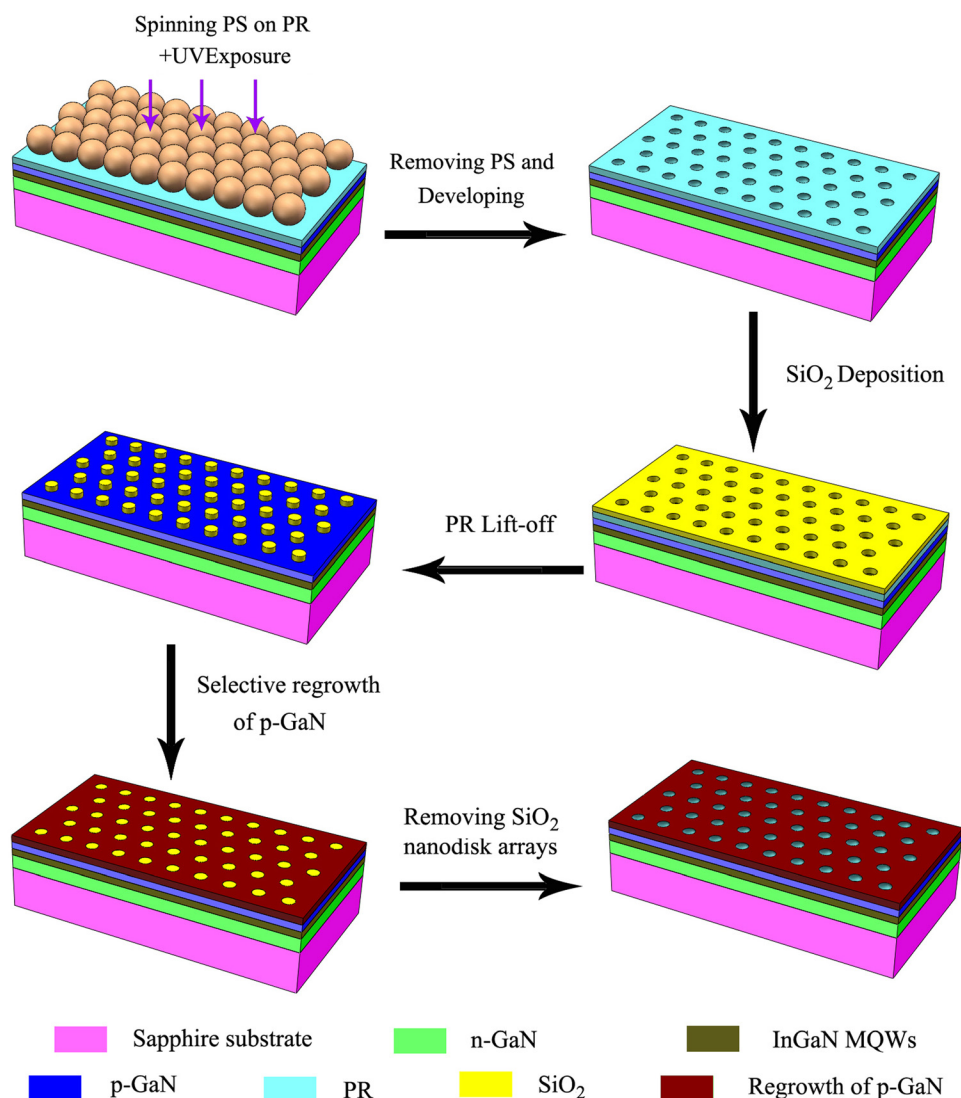 Spinning PS on PR
+UVExposure
Removing PS and
Developing
SiO₂ Deposition
PR Lift-off
Selective regrowth
of p-GaN
Removing SiO₂
nanodisk arrays
Sapphire substrate
n-GaN
InGaN MQWs
p-GaN
PR
SiO₂
Regrowth of p-GaN